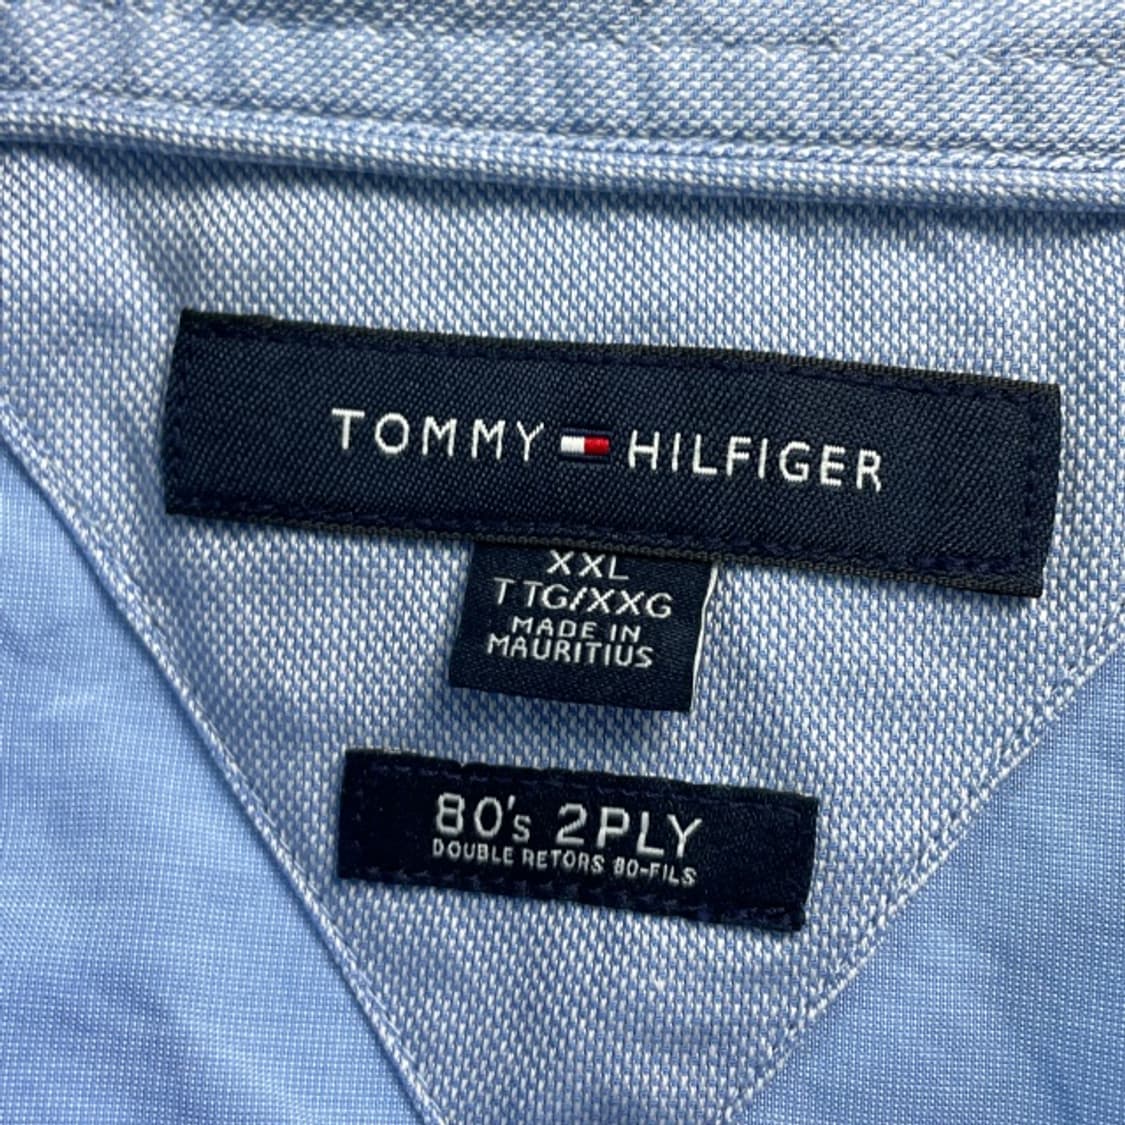 TOMMY HILFIGER
XXL
TTG/XXG
MADE IN
MAURITIUS
80's 2PLY
DOUBLE RETORS 80-FILS